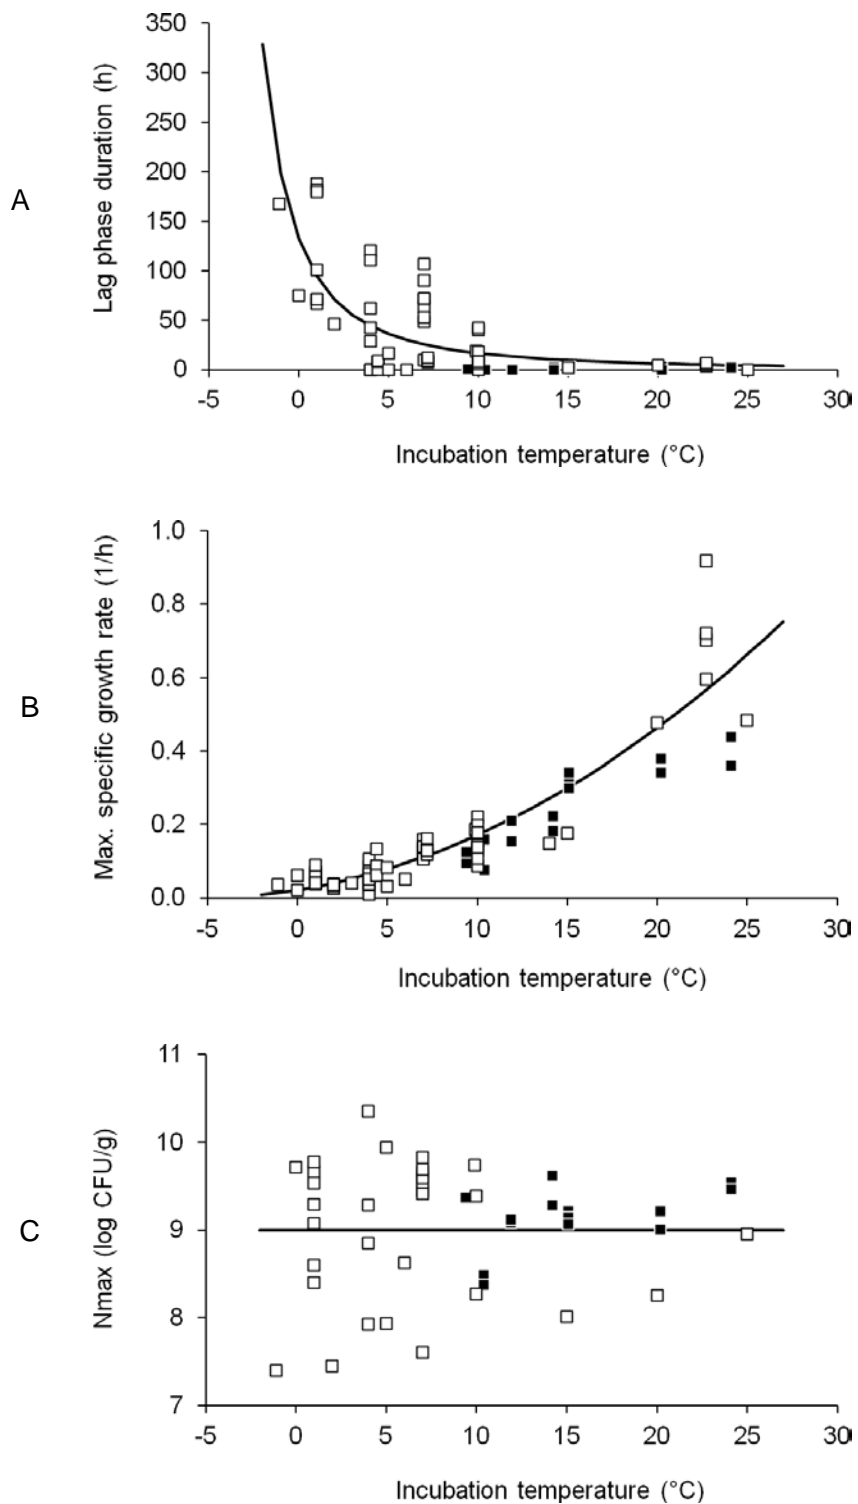 A
Lag phase duration (h)
350
300
250
200
150
100
50
0
-5 0 5 10 15 20 25 30
Incubation temperature (°C)
B
Max. specific growth rate (1/h)
1.0
0.8
0.6
0.4
0.2
0.0
-5 0 5 10 15 20 25 30
Incubation temperature (°C)
C
Nmax (log CFU/g)
11
10
9
8
7
-5 0 5 10 15 20 25 30
Incubation temperature (°C)